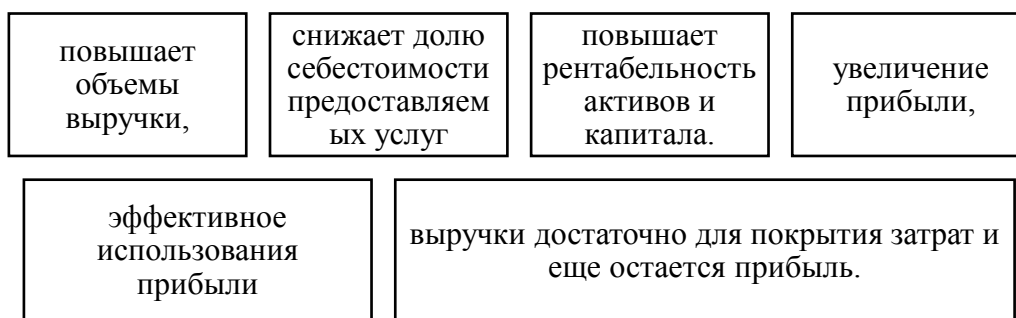 повышает
объемы
выручки,
снижает долю
себестоимости
предоставляем
ых услуг
повышает
рентабельность
активов и
капитала.
увеличение
прибыли,
эффективное
использования
прибыли
выручки достаточно для покрытия затрат и
еще остается прибыль.